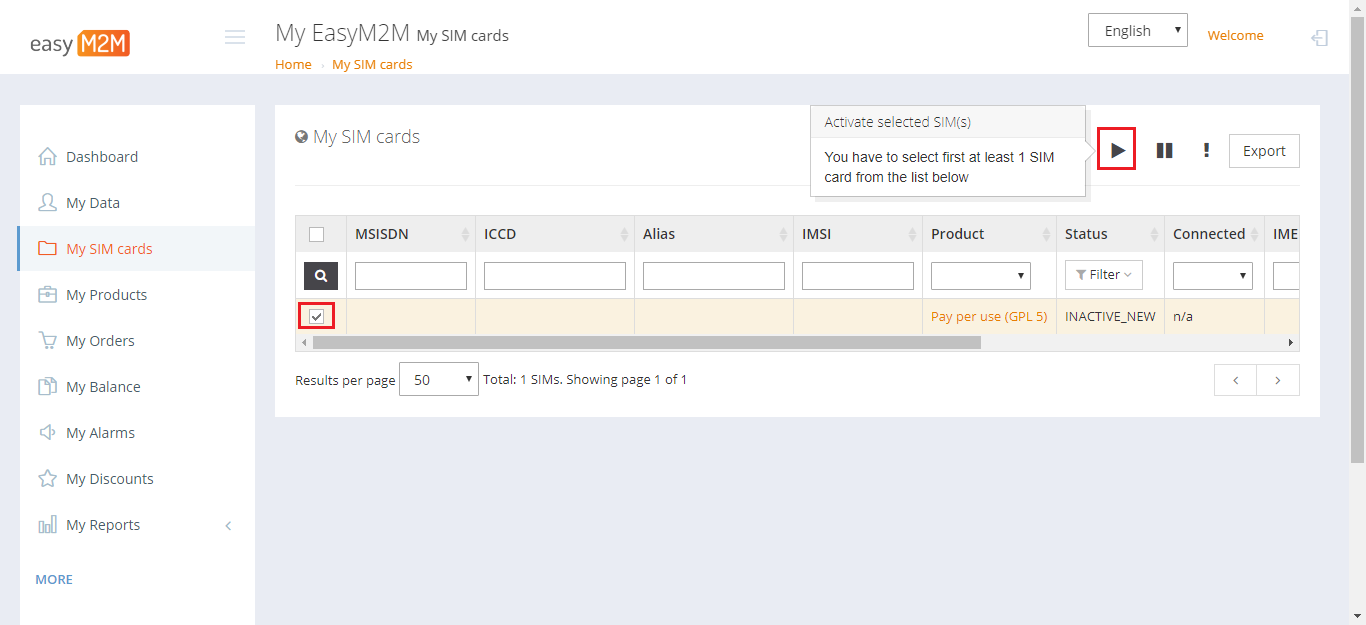 easy M2M
My EasyM2M My SIM cards
English
Welcome
Home My SIM cards
Dashboard
My Data
My SIM cards
My Products
My Orders
My Balance
My Alarms
My Discounts
My Reports
MORE
My SIM cards
Activate selected SIM(s)
You have to select first at least 1 SIM
card from the list below
Export
MSISDN ICCD Alias IMSI Product Status Connected IME
Filter
Pay per use (GPL 5) INACTIVE_NEW n/a
Results per page 50 Total: 1 SIMs. Showing page 1 of 1